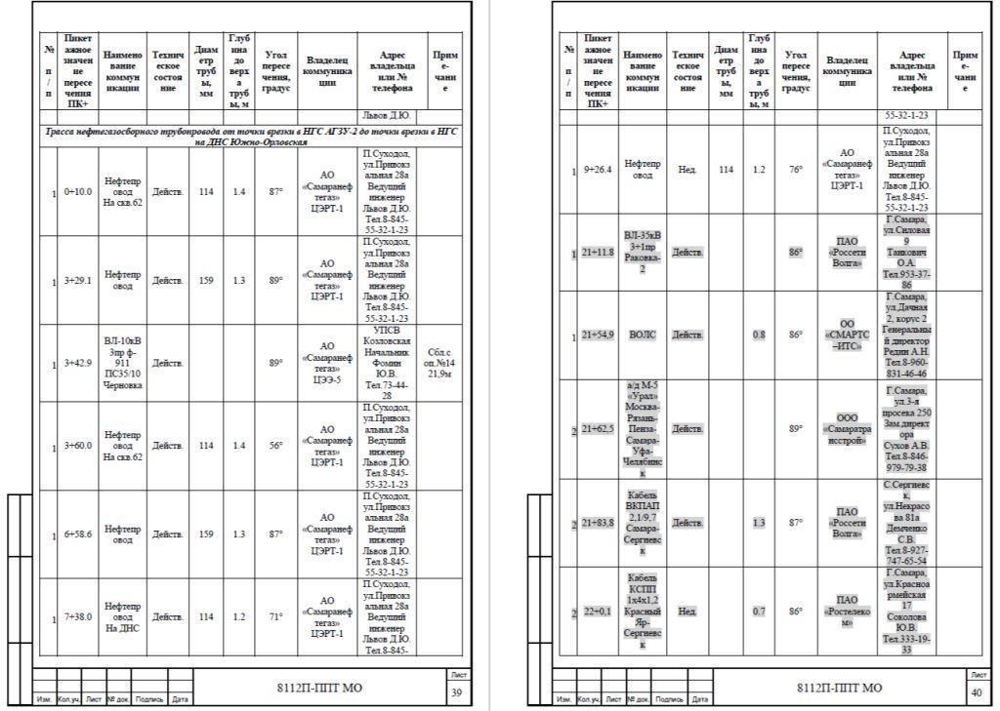 № п / п
Пикетажное значение пересечения ПК+
Наименование коммуникации
Техническое состояние
Диаметр трубы, мм
Глубина до верха трубы, м
Угол пересечения, градус
Владелец коммуникации
Адрес владельца или № телефона
Примечание
Львов Д.Ю.
Трасса нефтегазосборного трубопровода от точки врезки в НГС АГЗУ-2 до точки врезки в НГС
на ДНС Южно-Орловская
1 0+10.0 Нефтепровод На скв.62 Действ. 114 1.4 87° АО «Самаранефтегаз» ЦЭРТ-1 П.Суходол, ул.Привокзальная 28а Ведущий инженер Львов Д.Ю. Тел.8-845-55-32-1-23
1 3+29.1 Нефтепровод Действ. 159 1.3 89° АО «Самаранефтегаз» ЦЭРТ-1 П.Суходол, ул.Привокзальная 28а Ведущий инженер Львов Д.Ю. Тел.8-845-55-32-1-23
1 3+42.9 ВЛ-10кВ 3пр ф-911 ПС35/10 Черновка Действ. 89° АО «Самаранефтегаз» ЦЭЭ-5 УПСВ Козловская Начальник Фомин Ю.В. Тел.73-44-28 Сбл.с оп.№14 21,9м
1 3+60.0 Нефтепровод На скв.62 Действ. 114 1.4 56° АО «Самаранефтегаз» ЦЭРТ-1 П.Суходол, ул.Привокзальная 28а Ведущий инженер Львов Д.Ю. Тел.8-845-55-32-1-23
1 6+58.6 Нефтепровод Действ. 159 1.3 87° АО «Самаранефтегаз» ЦЭРТ-1 П.Суходол, ул.Привокзальная 28а Ведущий инженер Львов Д.Ю. Тел.8-845-55-32-1-23
1 7+38.0 Нефтепровод На ДНС Действ. 114 1.2 71° АО «Самаранефтегаз» ЦЭРТ-1 П.Суходол, ул.Привокзальная 28а Ведущий инженер Львов Д.Ю. Тел.8-845-
Изм. Кол.уч. Лист № док. Подпись Дата
8112П-ППТ МО
Лист
39
№ п / п
Пикетажное значение пересечения ПК+
Наименование коммуникации
Техническое состояние
Диаметр трубы, мм
Глубина до верха трубы, м
Угол пересечения, градус
Владелец коммуникации
Адрес владельца или № телефона
Примечание
55-32-1-23
1 9+26.4 Нефтепровод Нед. 114 1.2 76° АО «Самаранефтегаз» ЦЭРТ-1 П.Суходол, ул.Привокзальная 28а Ведущий инженер Львов Д.Ю. Тел.8-845-55-32-1-23
1 21+11.8 ВЛ-35кВ 3+1пр Раковка-2 Действ. 86° ПАО «Россети Волга» Г.Самара, ул.Силовая 9 Танкович О.А. Тел.953-37-86
1 21+54,9 ВОЛС Действ. 0.8 86° ОО «СМАРТС–ИТС» Г.Самара, ул.Дачная 2, корус 2 Генеральный директор Редин А.Н. Тел.8-960-831-46-46
2 21+62,5 а/д М-5 «Урал» Москва-Рязань-Пенза-Самара-Уфа-Челябинск Действ. 89° ООО «Самаратрансстрой» Г.Самара, ул.3-я просека 250 Зам.директора Сухов А.В. Тел.8-846-979-79-38
2 21+83,8 Кабель ВКПАП 2,1/9,7 Самара-Сергиевск Действ. 1.3 87° ПАО «Россети Волга» С.Сергиевск, ул.Некрасова 81а Демченко С.В. Тел.8-927-747-65-54
2 22+0,1 Кабель КСПП 1х4х1,2 Красный Яр-Сергиевск Нед. 0.7 86° ПАО «Ростелеком» Г.Самара, ул.Красноармейская 17 Соколова Ю.В. Тел.333-19-33
Изм. Кол.уч. Лист № док. Подпись Дата
8112П-ППТ МО
Лист
40